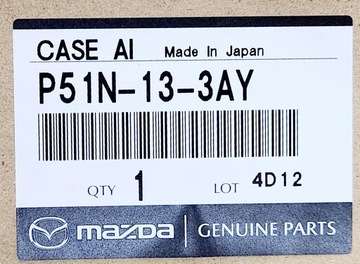 CASE AI Made In Japan
P51N-13-3AY
QTY 1 LOT 4D12
mazda GENUINE PARTS